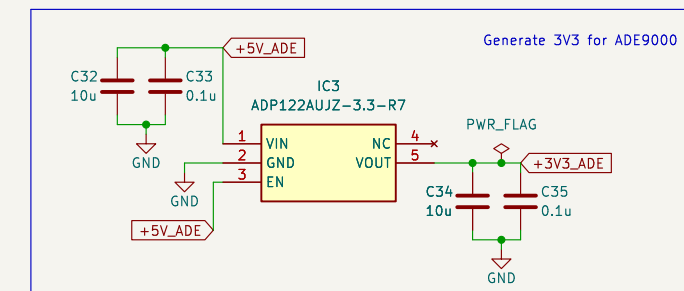 +5V_ADE
Generate 3V3 for ADE9000
C32
10u
C33
0.1u
GND
IC3
ADP122AUJZ-3.3-R7
1 VIN
2 GND
3 EN
NC 4
VOUT 5
GND
+5V_ADE
PWR_FLAG
+3V3_ADE
C34
10u
C35
0.1u
GND